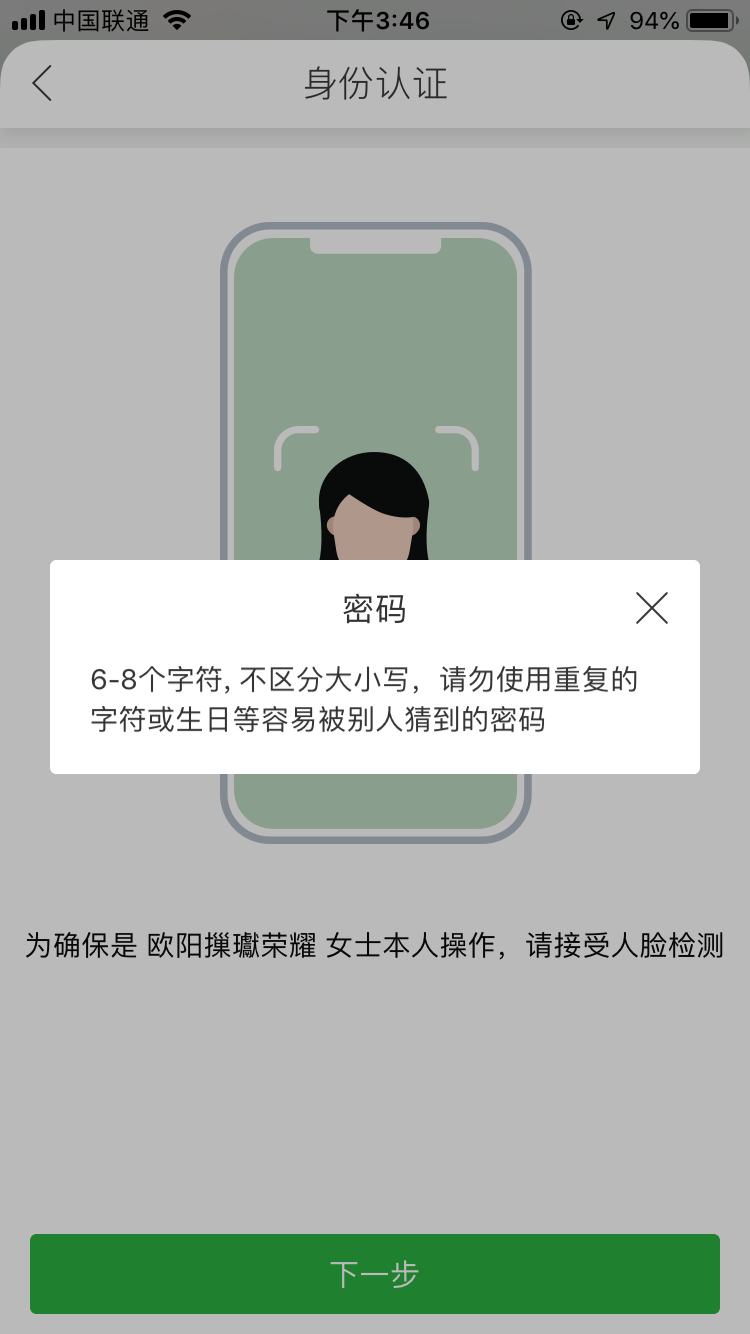 中国联通 下午3:46 94%
身份认证
密码
6-8个字符, 不区分大小写，请勿使用重复的
字符或生日等容易被别人猜到的密码
为确保是 欧阳摷瓛荣耀 女士本人操作，请接受人脸检测
下一步